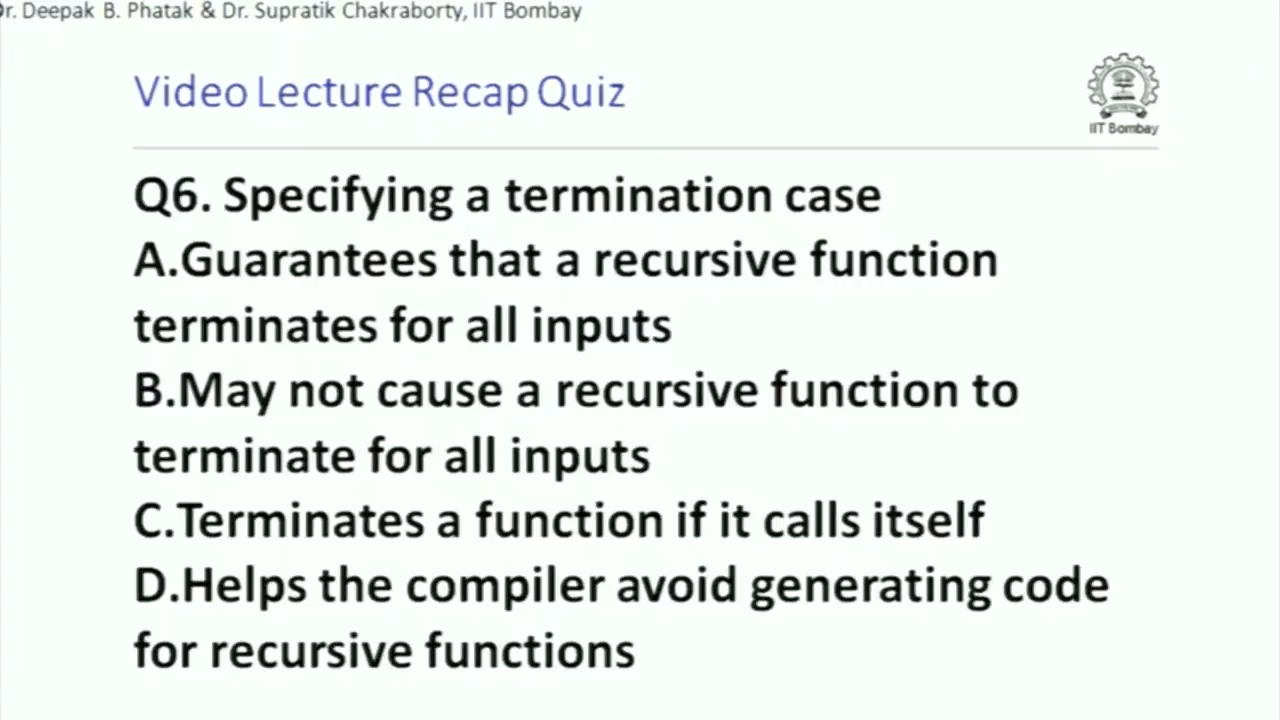 Dr. Deepak B. Phatak & Dr. Supratik Chakraborty, IIT Bombay
Video Lecture Recap Quiz
IIT Bombay
Q6. Specifying a termination case
A.Guarantees that a recursive function
terminates for all inputs
B.May not cause a recursive function to
terminate for all inputs
C.Terminates a function if it calls itself
D.Helps the compiler avoid generating code
for recursive functions